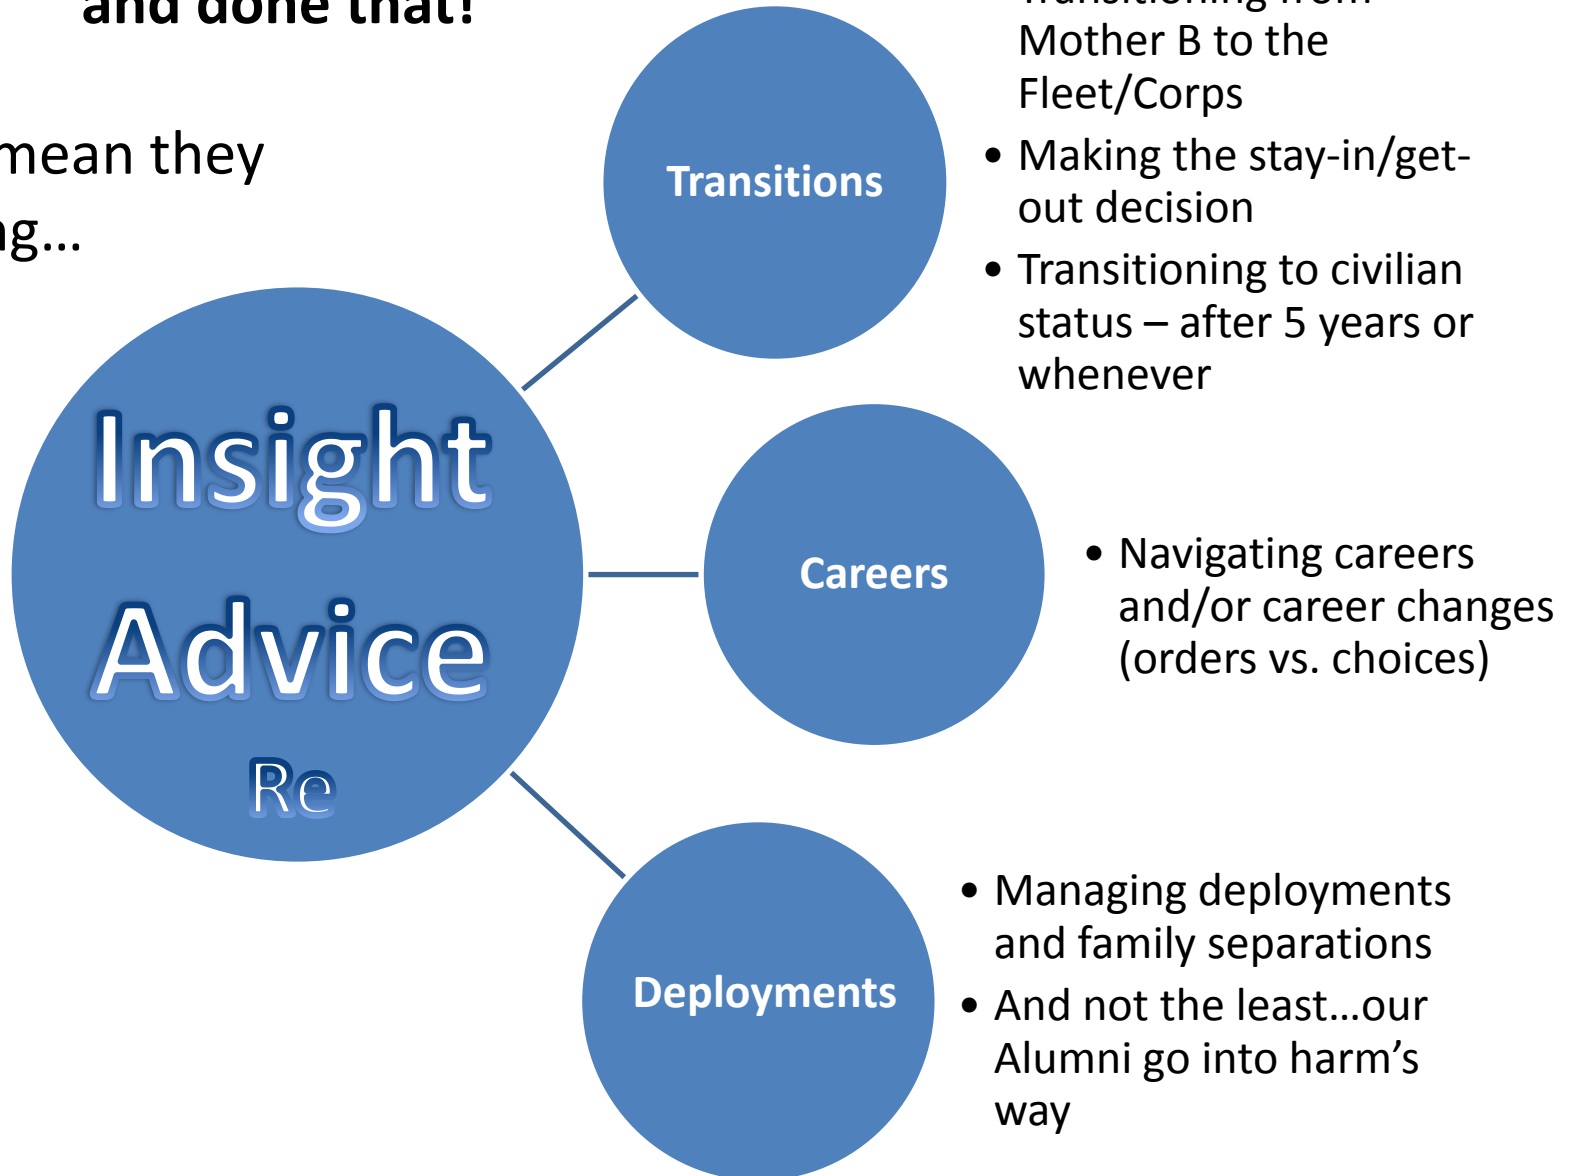 and done that!
mean they
g...
Insight
Advice
Re
Transitions
Transitioning from
Mother B to the
Fleet/Corps
• Making the stay-in/get-
out decision
• Transitioning to civilian
status – after 5 years or
whenever
Careers
• Navigating careers
and/or career changes
(orders vs. choices)
Deployments
• Managing deployments
and family separations
• And not the least...our
Alumni go into harm's
way